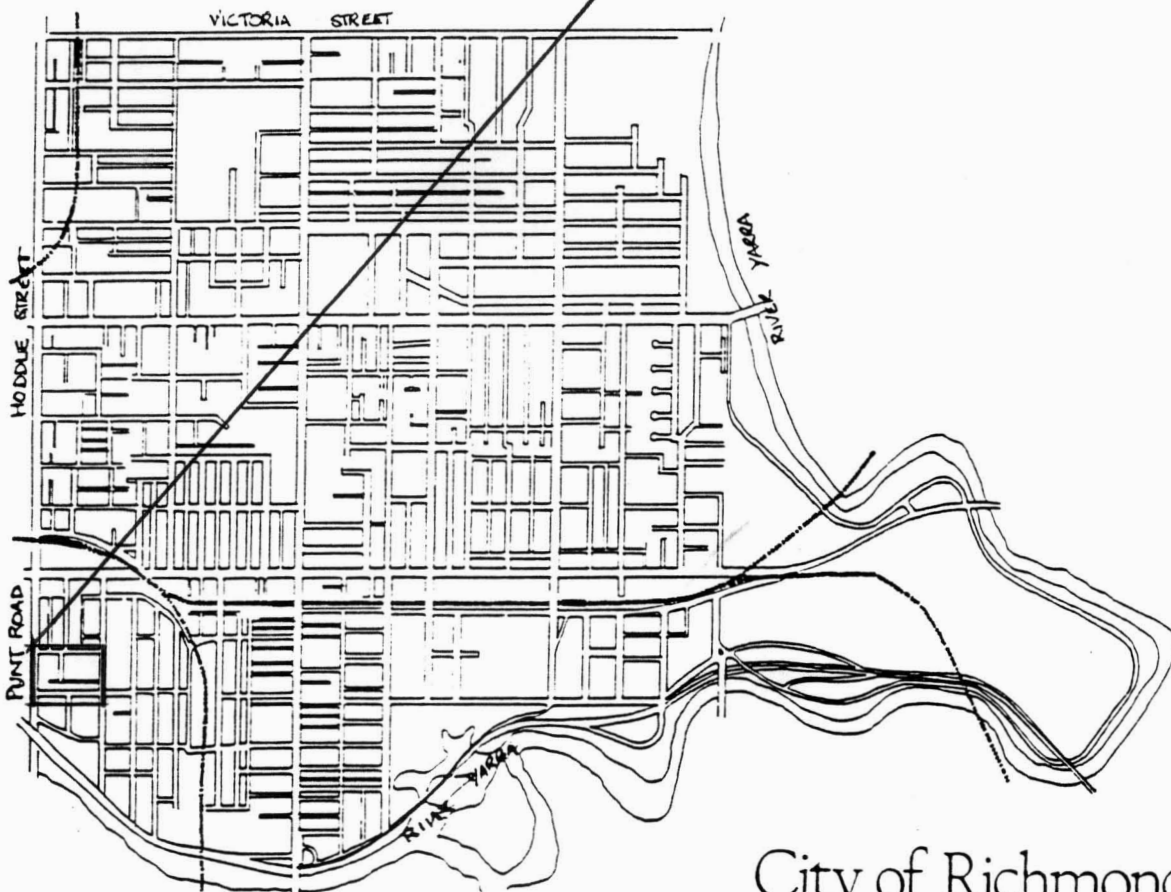 VICTORIA STREET
HODDLE STREET
RIVER YARRA
PUNT ROAD
RIVER YARRA
City of Richmond